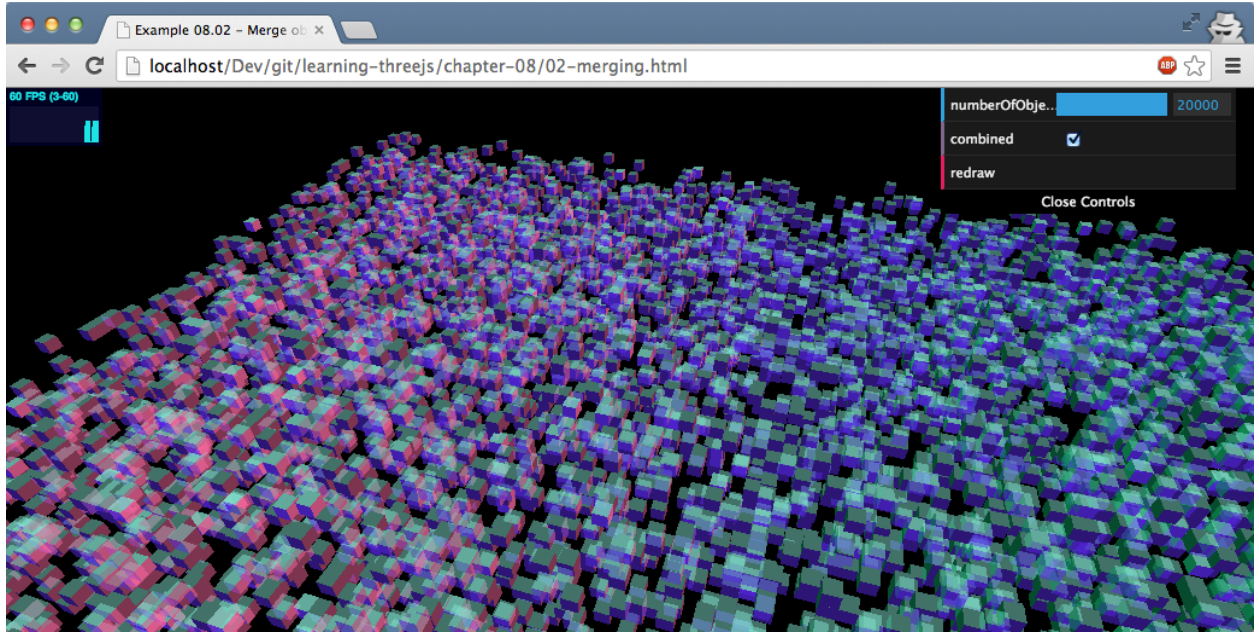 Example 08.02 - Merge ob
localhost/Dev/git/learning-threejs/chapter-08/02-merging.html
ABP
60 FPS (3-60)
numberOfObje... 20000
combined
redraw
Close Controls